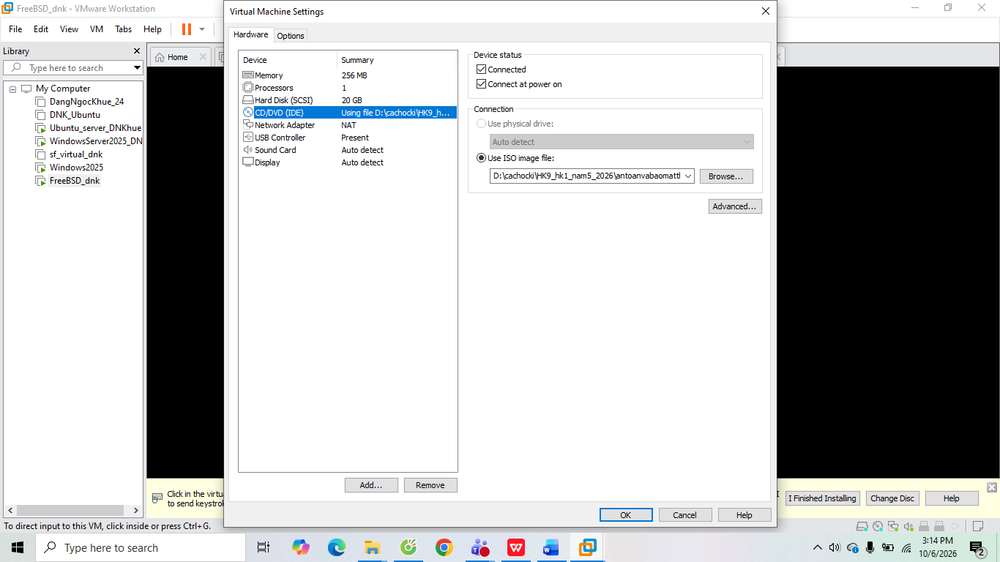 FreeBSD_dnk - VMware Workstation
File Edit View VM Tabs Help
Library
Type here to search
My Computer
DangNgocKhue_24
DNK_Ubuntu
Ubuntu_server_DNKhue
WindowsServer2025_DN
sf_virtual_dnk
Windows2025
FreeBSD_dnk
Home
Virtual Machine Settings
Hardware Options
Device Summary
Memory 256 MB
Processors 1
Hard Disk (SCSI) 20 GB
CD/DVD (IDE) Using file D:\cachocki\HK9_h...
Network Adapter NAT
USB Controller Present
Sound Card Auto detect
Display Auto detect
Add... Remove
Device status
Connected
Connect at power on
Connection
Use physical drive:
Auto detect
Use ISO image file:
D:\cachocki\HK9_hk1_nam5_2026\antoanvabaomattl Browse...
Advanced...
OK Cancel Help
Click in the virtu
to send keystrol
I Finished Installing Change Disc Help
To direct input to this VM, click inside or press Ctrl+G.
Type here to search
3:14 PM
10/6/2026
2